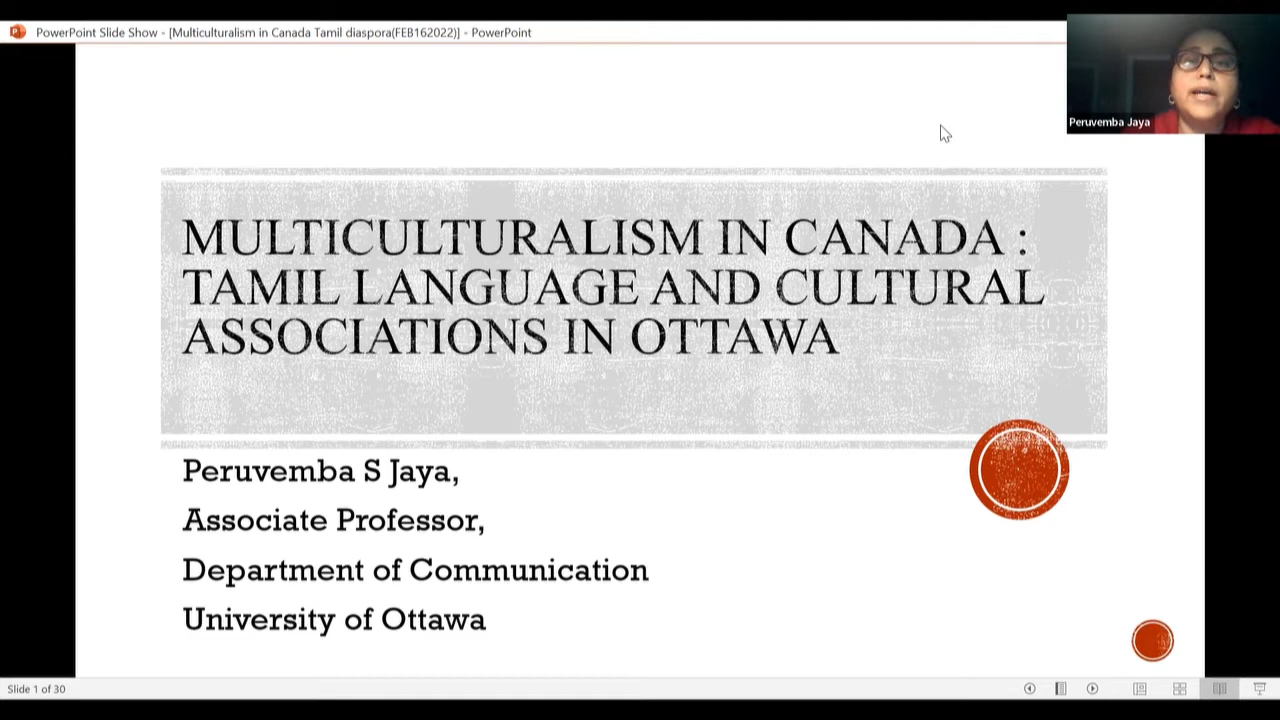 PowerPoint Slide Show - [Multiculturalism in Canada Tamil diaspora(FEB162022)] - PowerPoint
Peruvemba Jaya
MULTICULTURALISM IN CANADA :
TAMIL LANGUAGE AND CULTURAL
ASSOCIATIONS IN OTTAWA
Peruvemba S Jaya,
Associate Professor,
Department of Communication
University of Ottawa
Slide 1 of 30